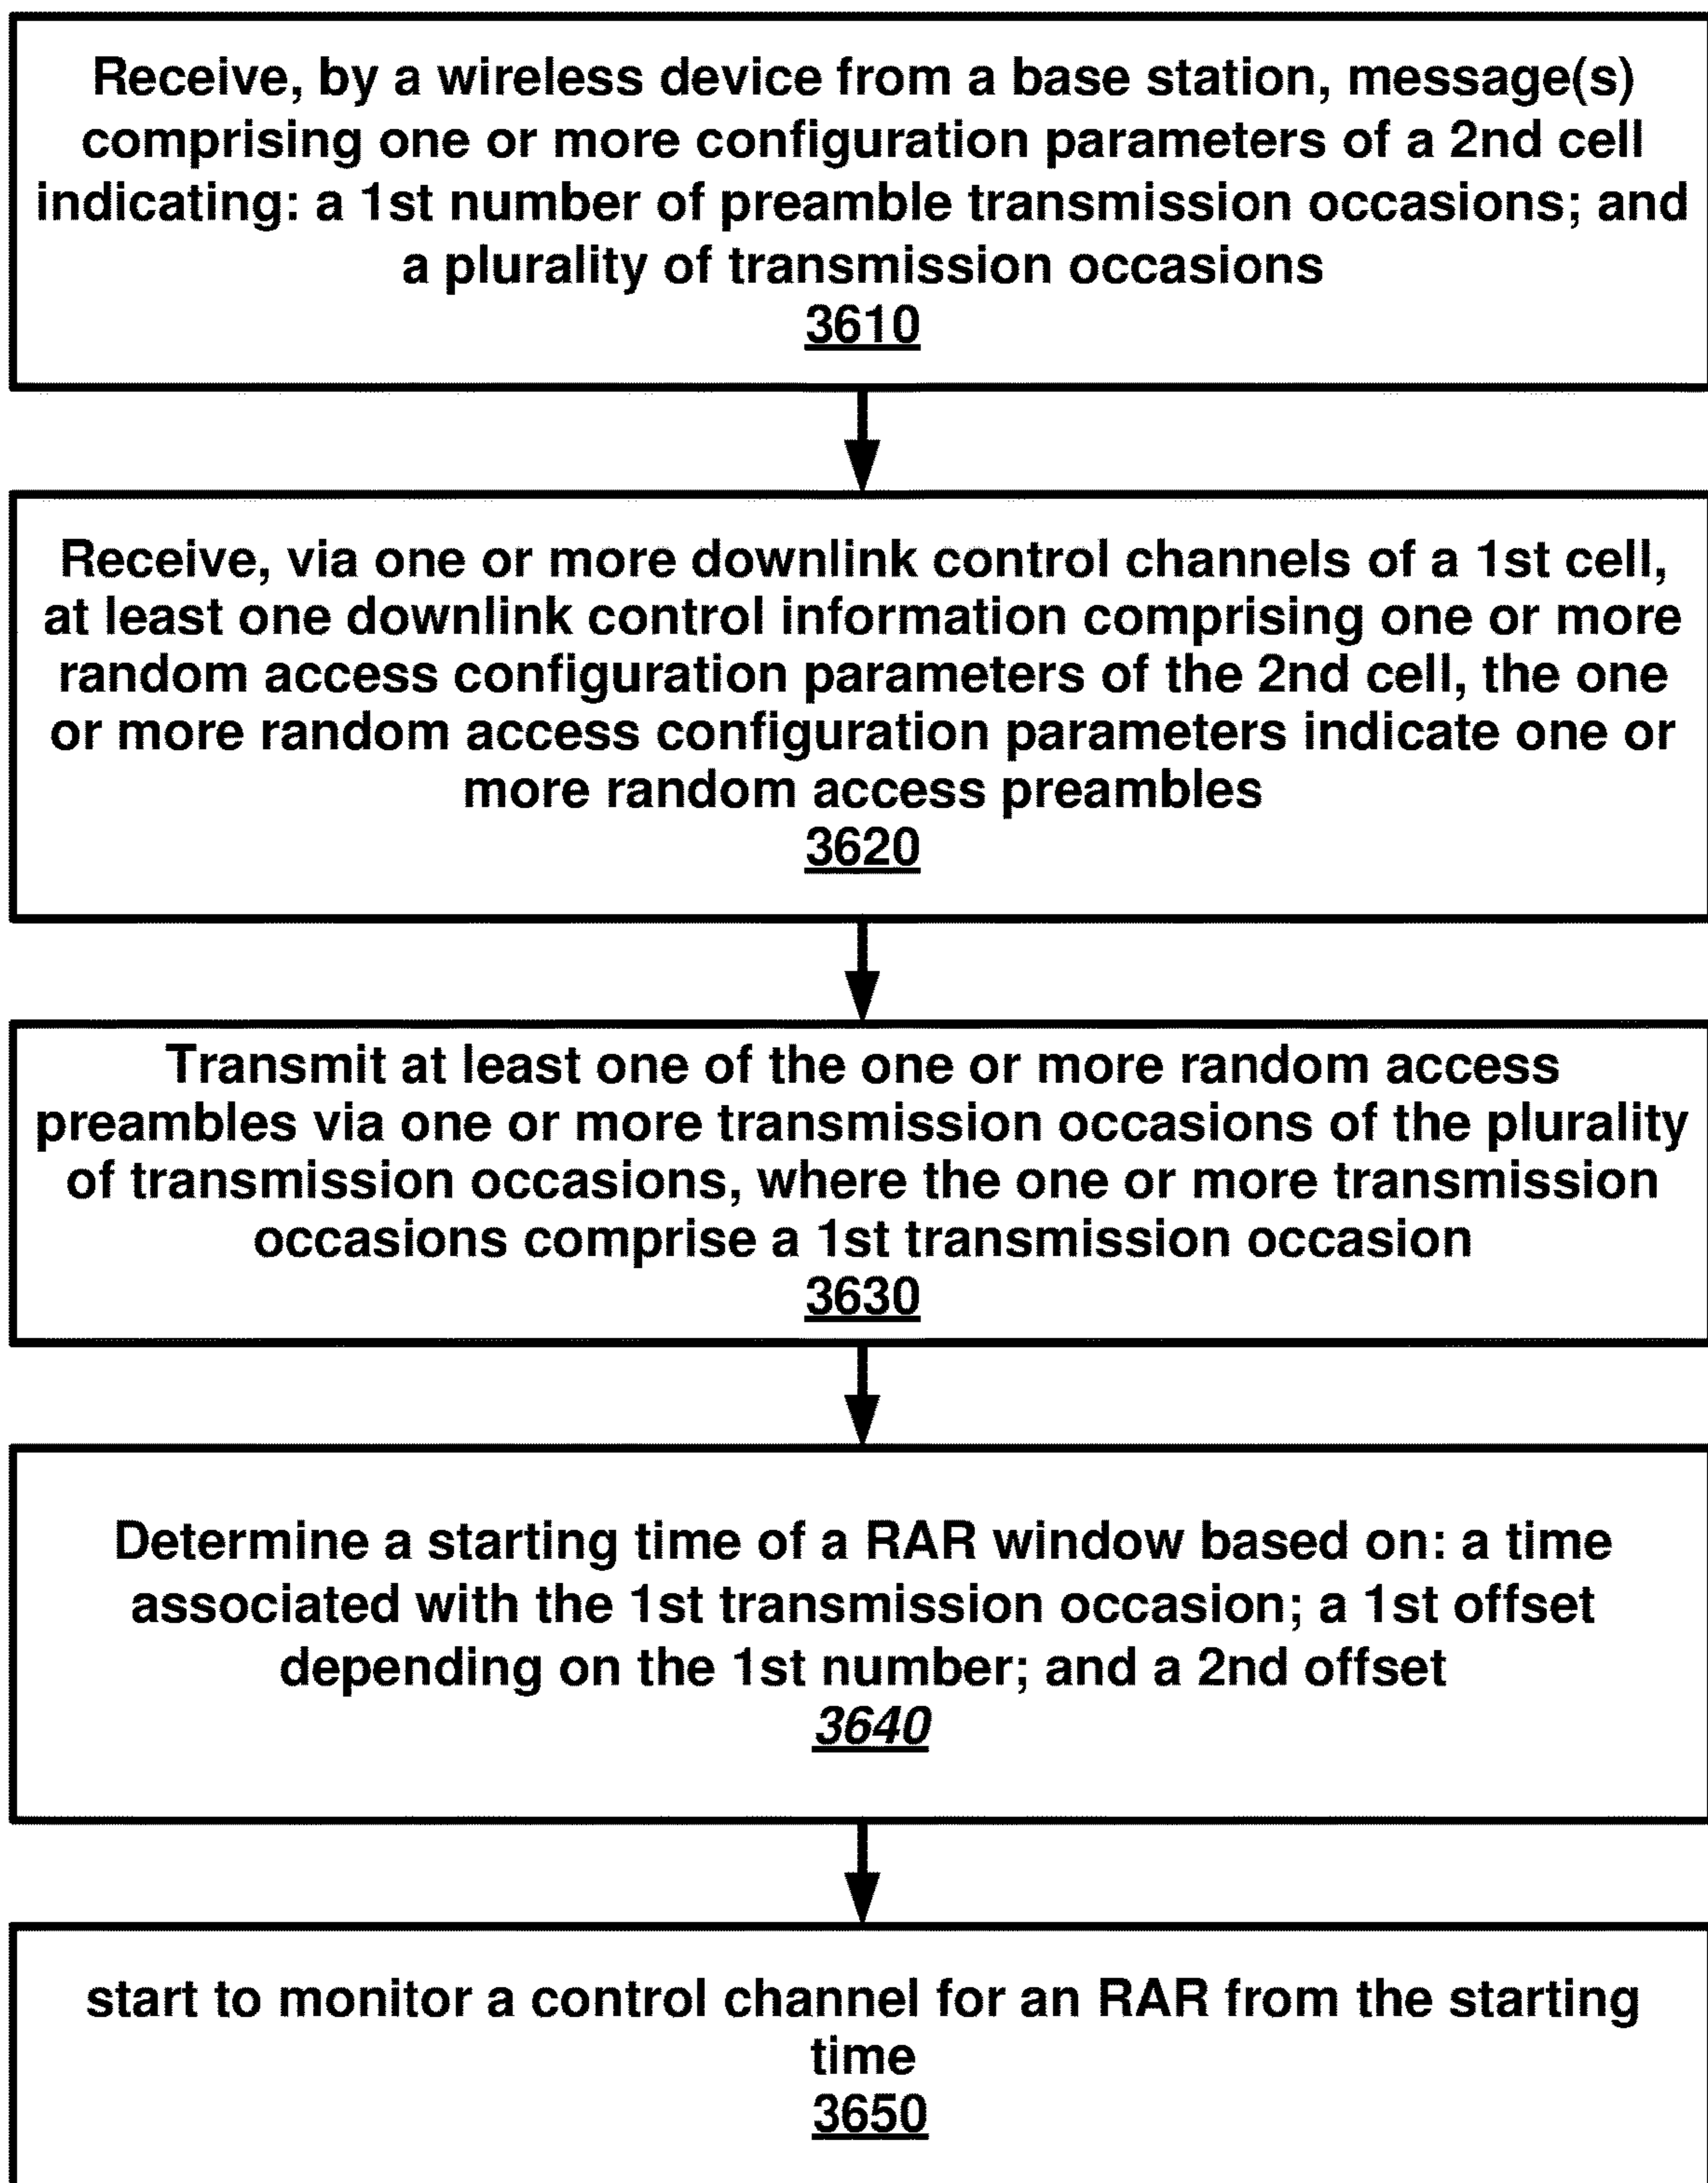 Receive, by a wireless device from a base station, message(s)
comprising one or more configuration parameters of a 2nd cell
indicating: a 1st number of preamble transmission occasions; and
a plurality of transmission occasions
3610
Receive, via one or more downlink control channels of a 1st cell,
at least one downlink control information comprising one or more
random access configuration parameters of the 2nd cell, the one
or more random access configuration parameters indicate one or
more random access preambles
3620
Transmit at least one of the one or more random access
preambles via one or more transmission occasions of the plurality
of transmission occasions, where the one or more transmission
occasions comprise a 1st transmission occasion
3630
Determine a starting time of a RAR window based on: a time
associated with the 1st transmission occasion; a 1st offset
depending on the 1st number; and a 2nd offset
3640
start to monitor a control channel for an RAR from the starting
time
3650